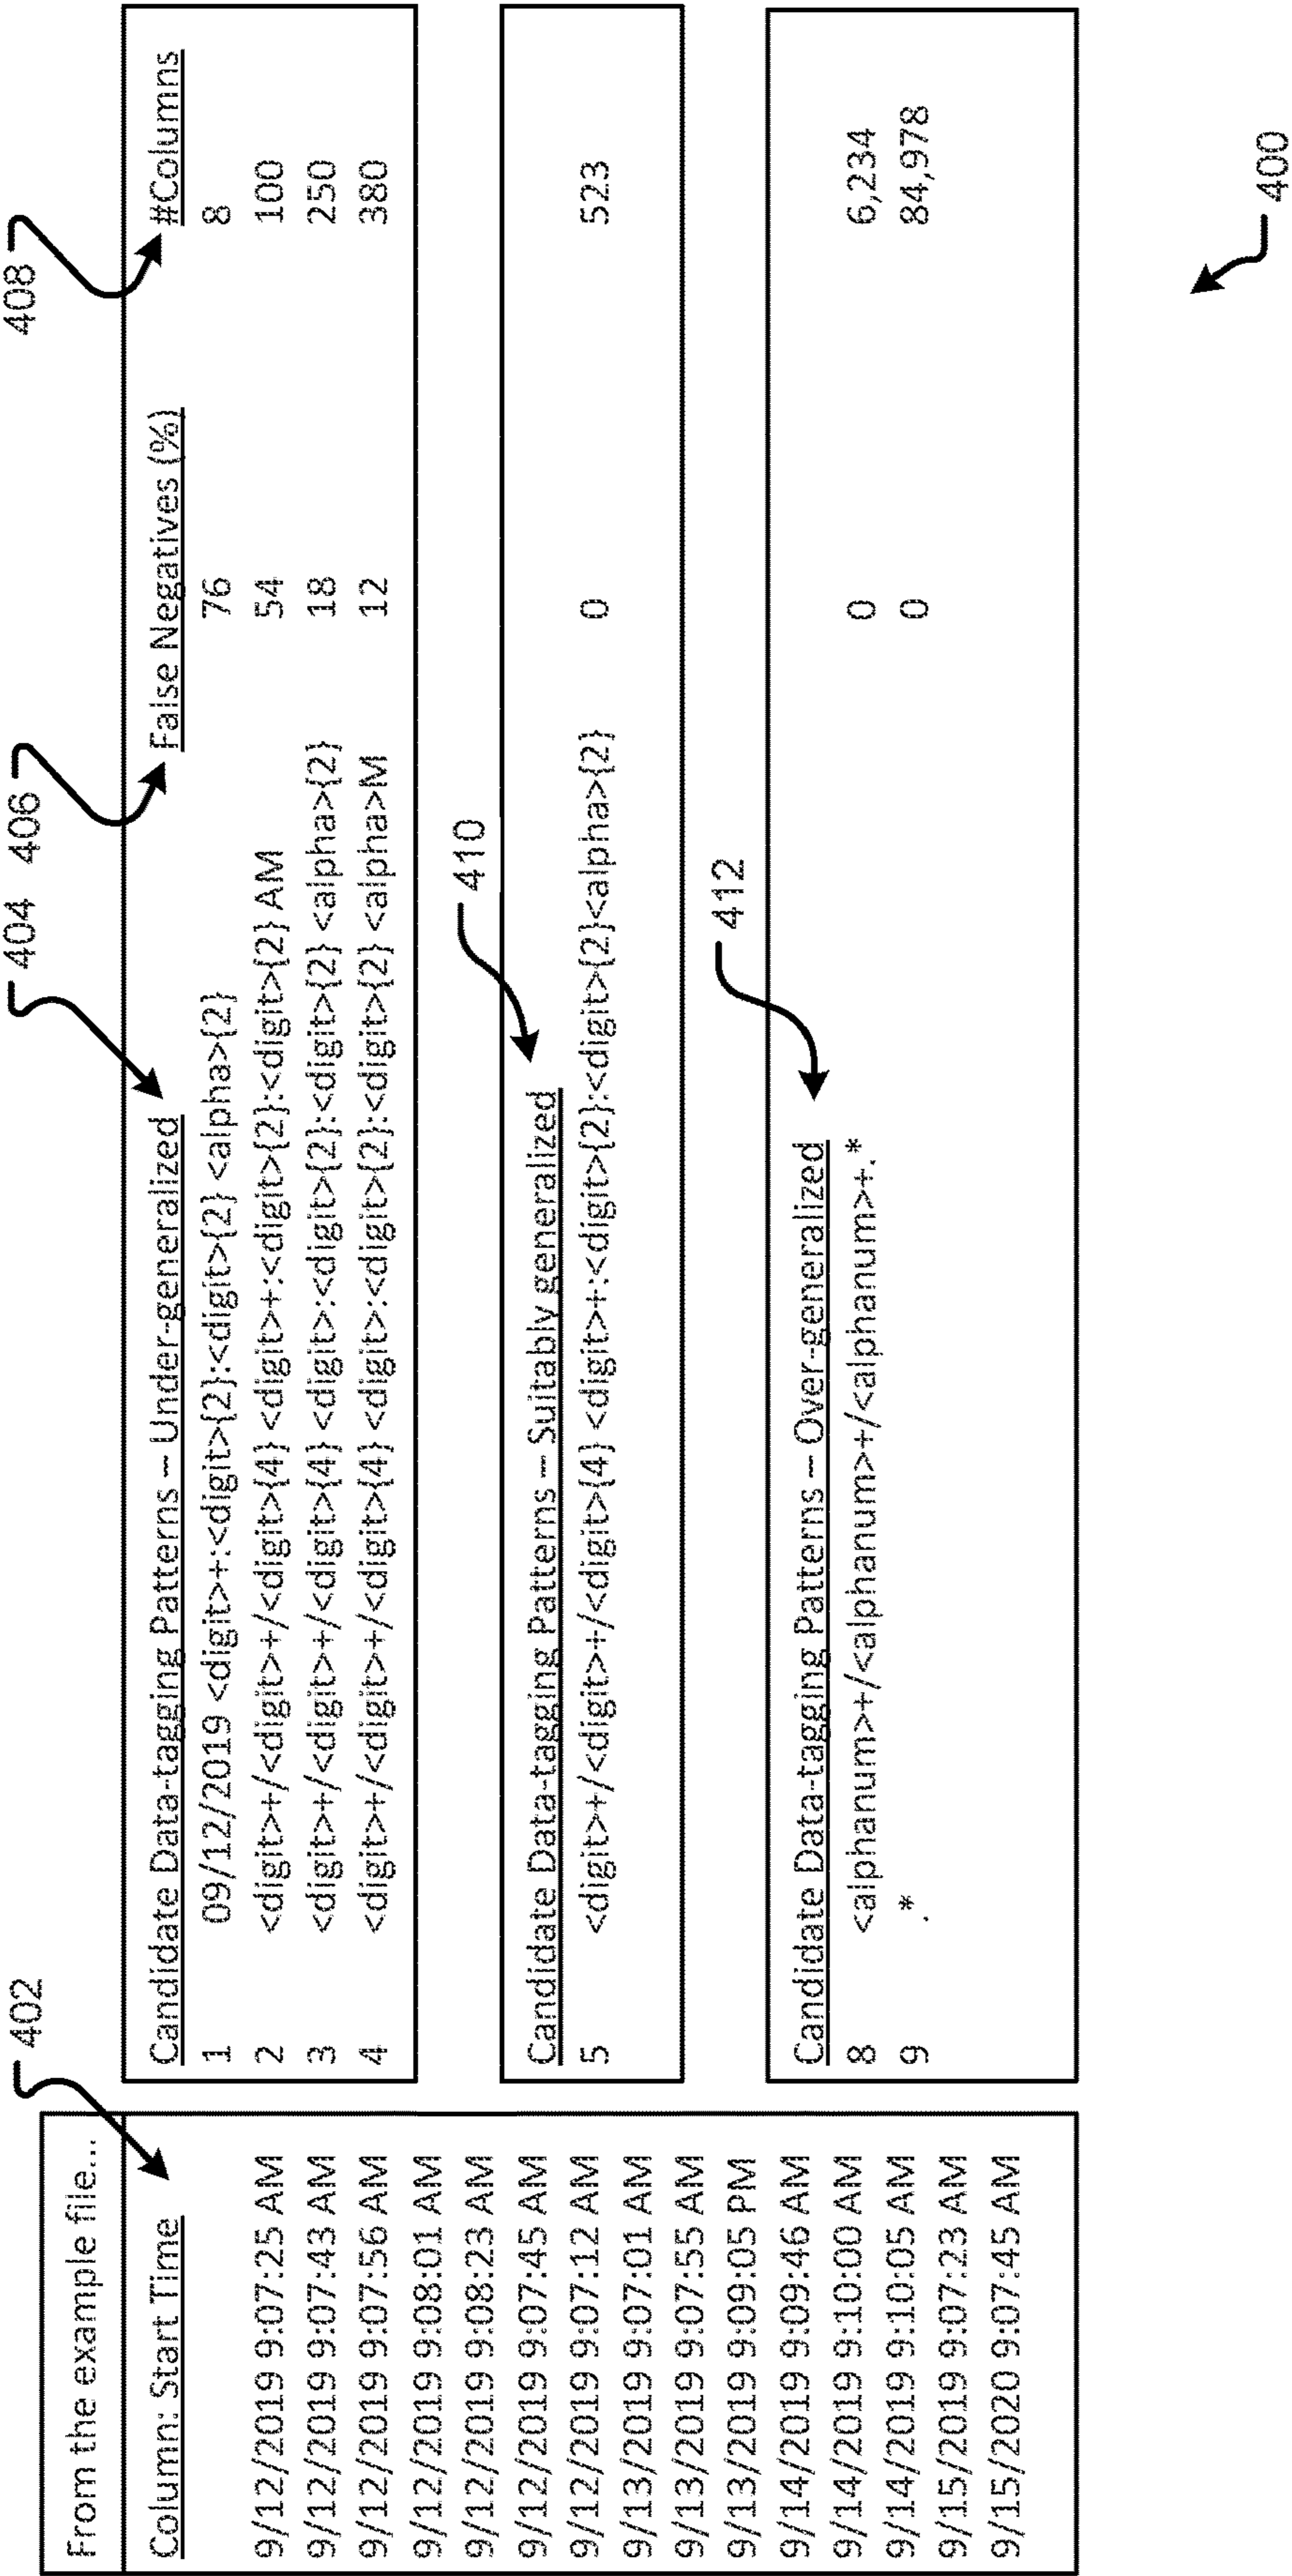 402
From the example file...
Column: Start Time
9/12/2019 9:07:25 AM
9/12/2019 9:07:43 AM
9/12/2019 9:07:56 AM
9/12/2019 9:08:01 AM
9/12/2019 9:08:23 AM
9/12/2019 9:07:45 AM
9/12/2019 9:07:12 AM
9/13/2019 9:07:01 AM
9/13/2019 9:07:55 AM
9/13/2019 9:09:05 PM
9/14/2019 9:09:46 AM
9/14/2019 9:10:00 AM
9/14/2019 9:10:05 AM
9/15/2019 9:07:23 AM
9/15/2020 9:07:45 AM
404 406 408
Candidate Data-tagging Patterns – Under-generalized False Negatives (%) #Columns
1 09/12/2019 <digit>+:<digit>{2}:<digit>{2} <alpha>{2} 76 8
2 <digit>+/<digit>+/<digit>{4} <digit>+:<digit>{2}:<digit>{2} AM 54 100
3 <digit>+/<digit>+/<digit>{4} <digit>:<digit>{2}:<digit>{2} <alpha>{2} 18 250
4 <digit>+/<digit>+/<digit>{4} <digit>:<digit>{2}:<digit>{2} <alpha>M 12 380
410
Candidate Data-tagging Patterns – Suitably generalized
5 <digit>+/<digit>+/<digit>{4} <digit>+:<digit>{2}:<digit>{2}<alpha>{2} 0 523
412
Candidate Data-tagging Patterns – Over-generalized
8 <alphanum>+/<alphanum>+/<alphanum>+.* 0 6,234
9 .* 0 84,978
400